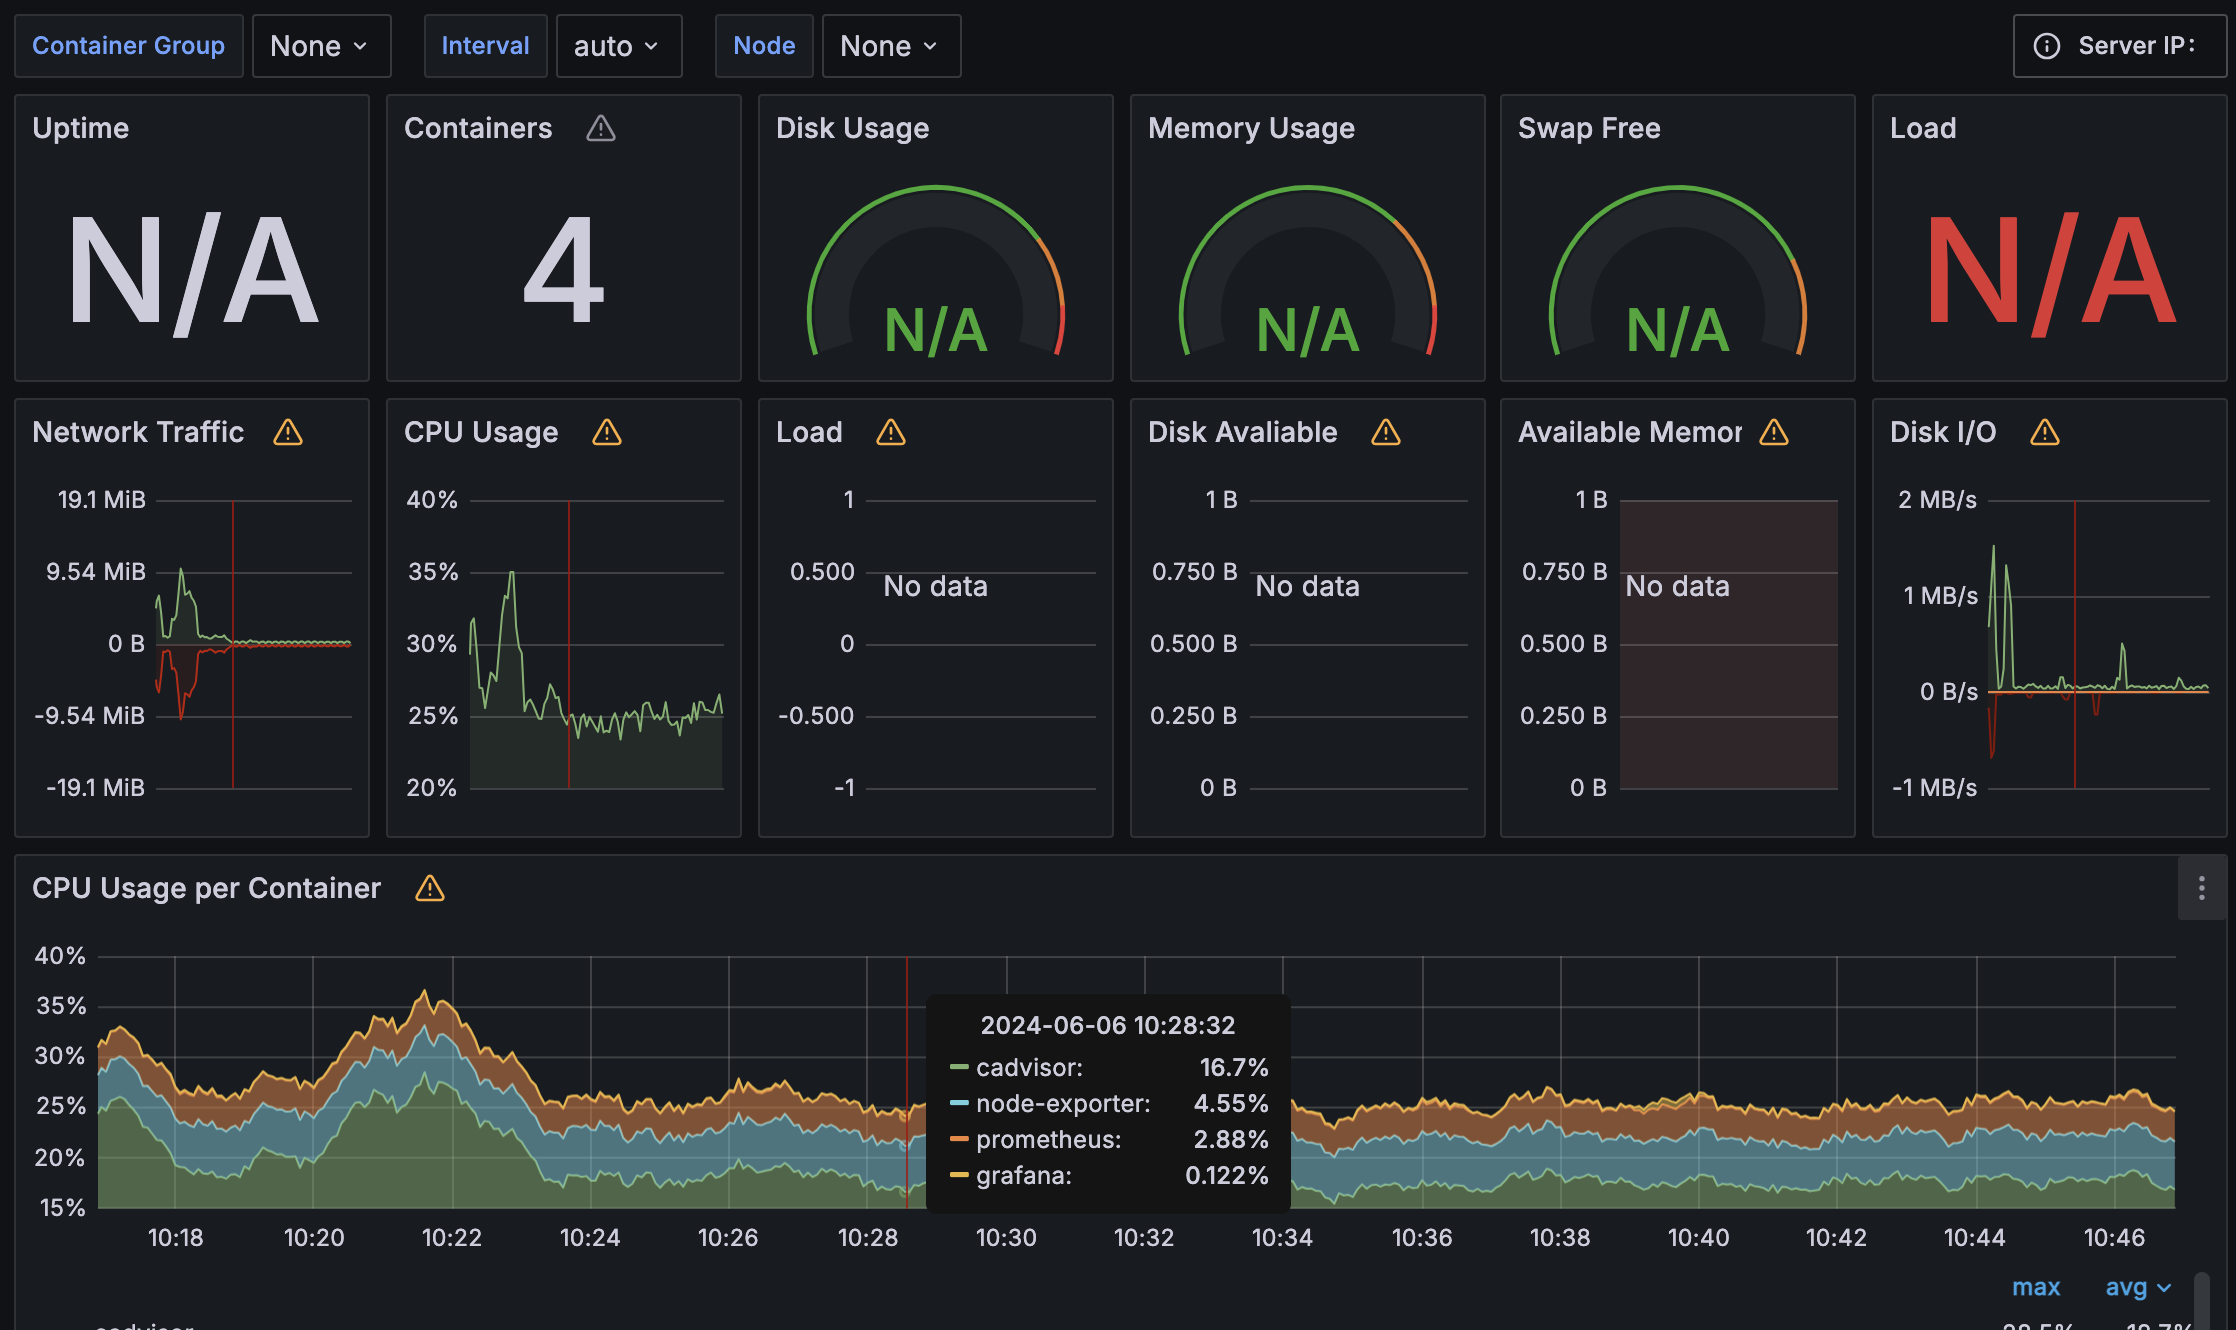 Container Group None Interval auto Node None Server IP:
Uptime Containers Disk Usage Memory Usage Swap Free Load
N/A 4 N/A N/A N/A N/A
Network Traffic CPU Usage Load Disk Avaliable Available Memor Disk I/O
19.1 MiB
9.54 MiB
0 B
-9.54 MiB
-19.1 MiB
40%
35%
30%
25%
20%
1
0.500
No data
0
-0.500
-1
1 B
0.750 B
No data
0.500 B
0.250 B
0 B
1 B
0.750 B
No data
0.500 B
0.250 B
0 B
2 MB/s
1 MB/s
0 B/s
-1 MB/s
CPU Usage per Container
40%
35%
30%
25%
20%
15%
2024-06-06 10:28:32
cadvisor: 16.7%
node-exporter: 4.55%
prometheus: 2.88%
grafana: 0.122%
10:18 10:20 10:22 10:24 10:26 10:28 10:30 10:32 10:34 10:36 10:38 10:40 10:42 10:44 10:46
max avg